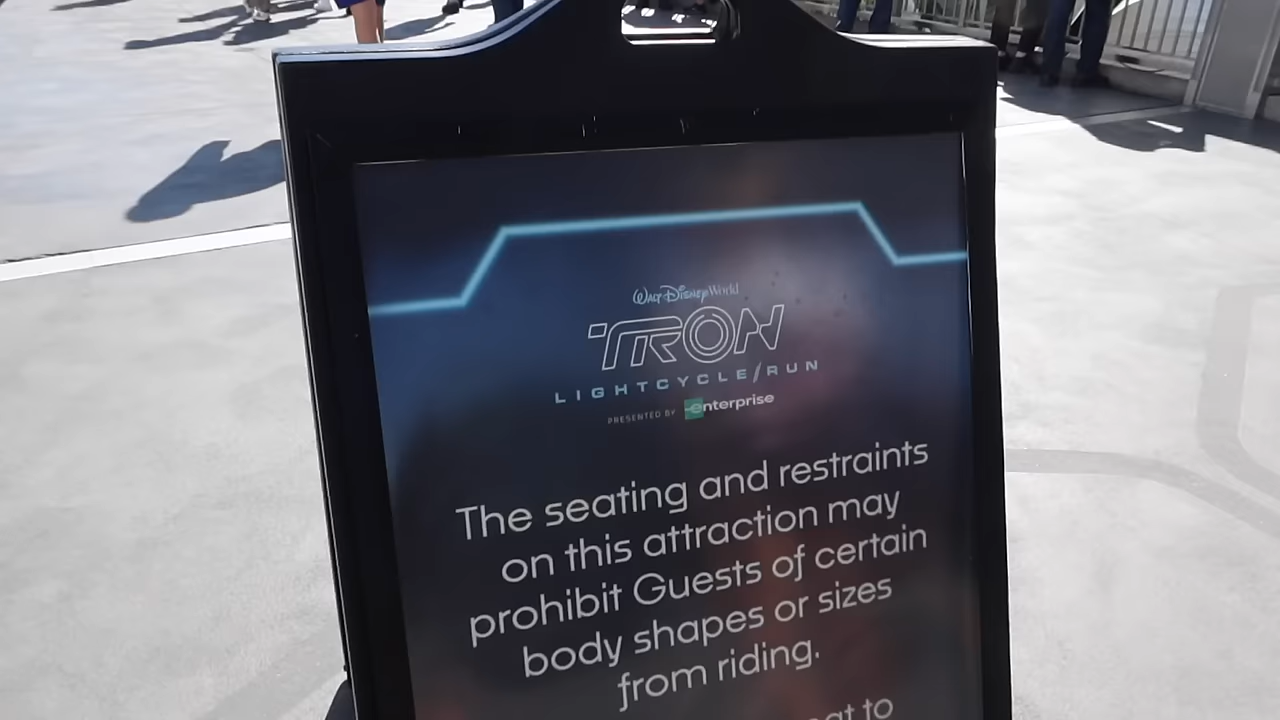 Walt Disney World
TRON
LIGHTCYCLE/RUN
PRESENTED BY enterprise
The seating and restraints
on this attraction may
prohibit Guests of certain
body shapes or sizes
from riding.
to